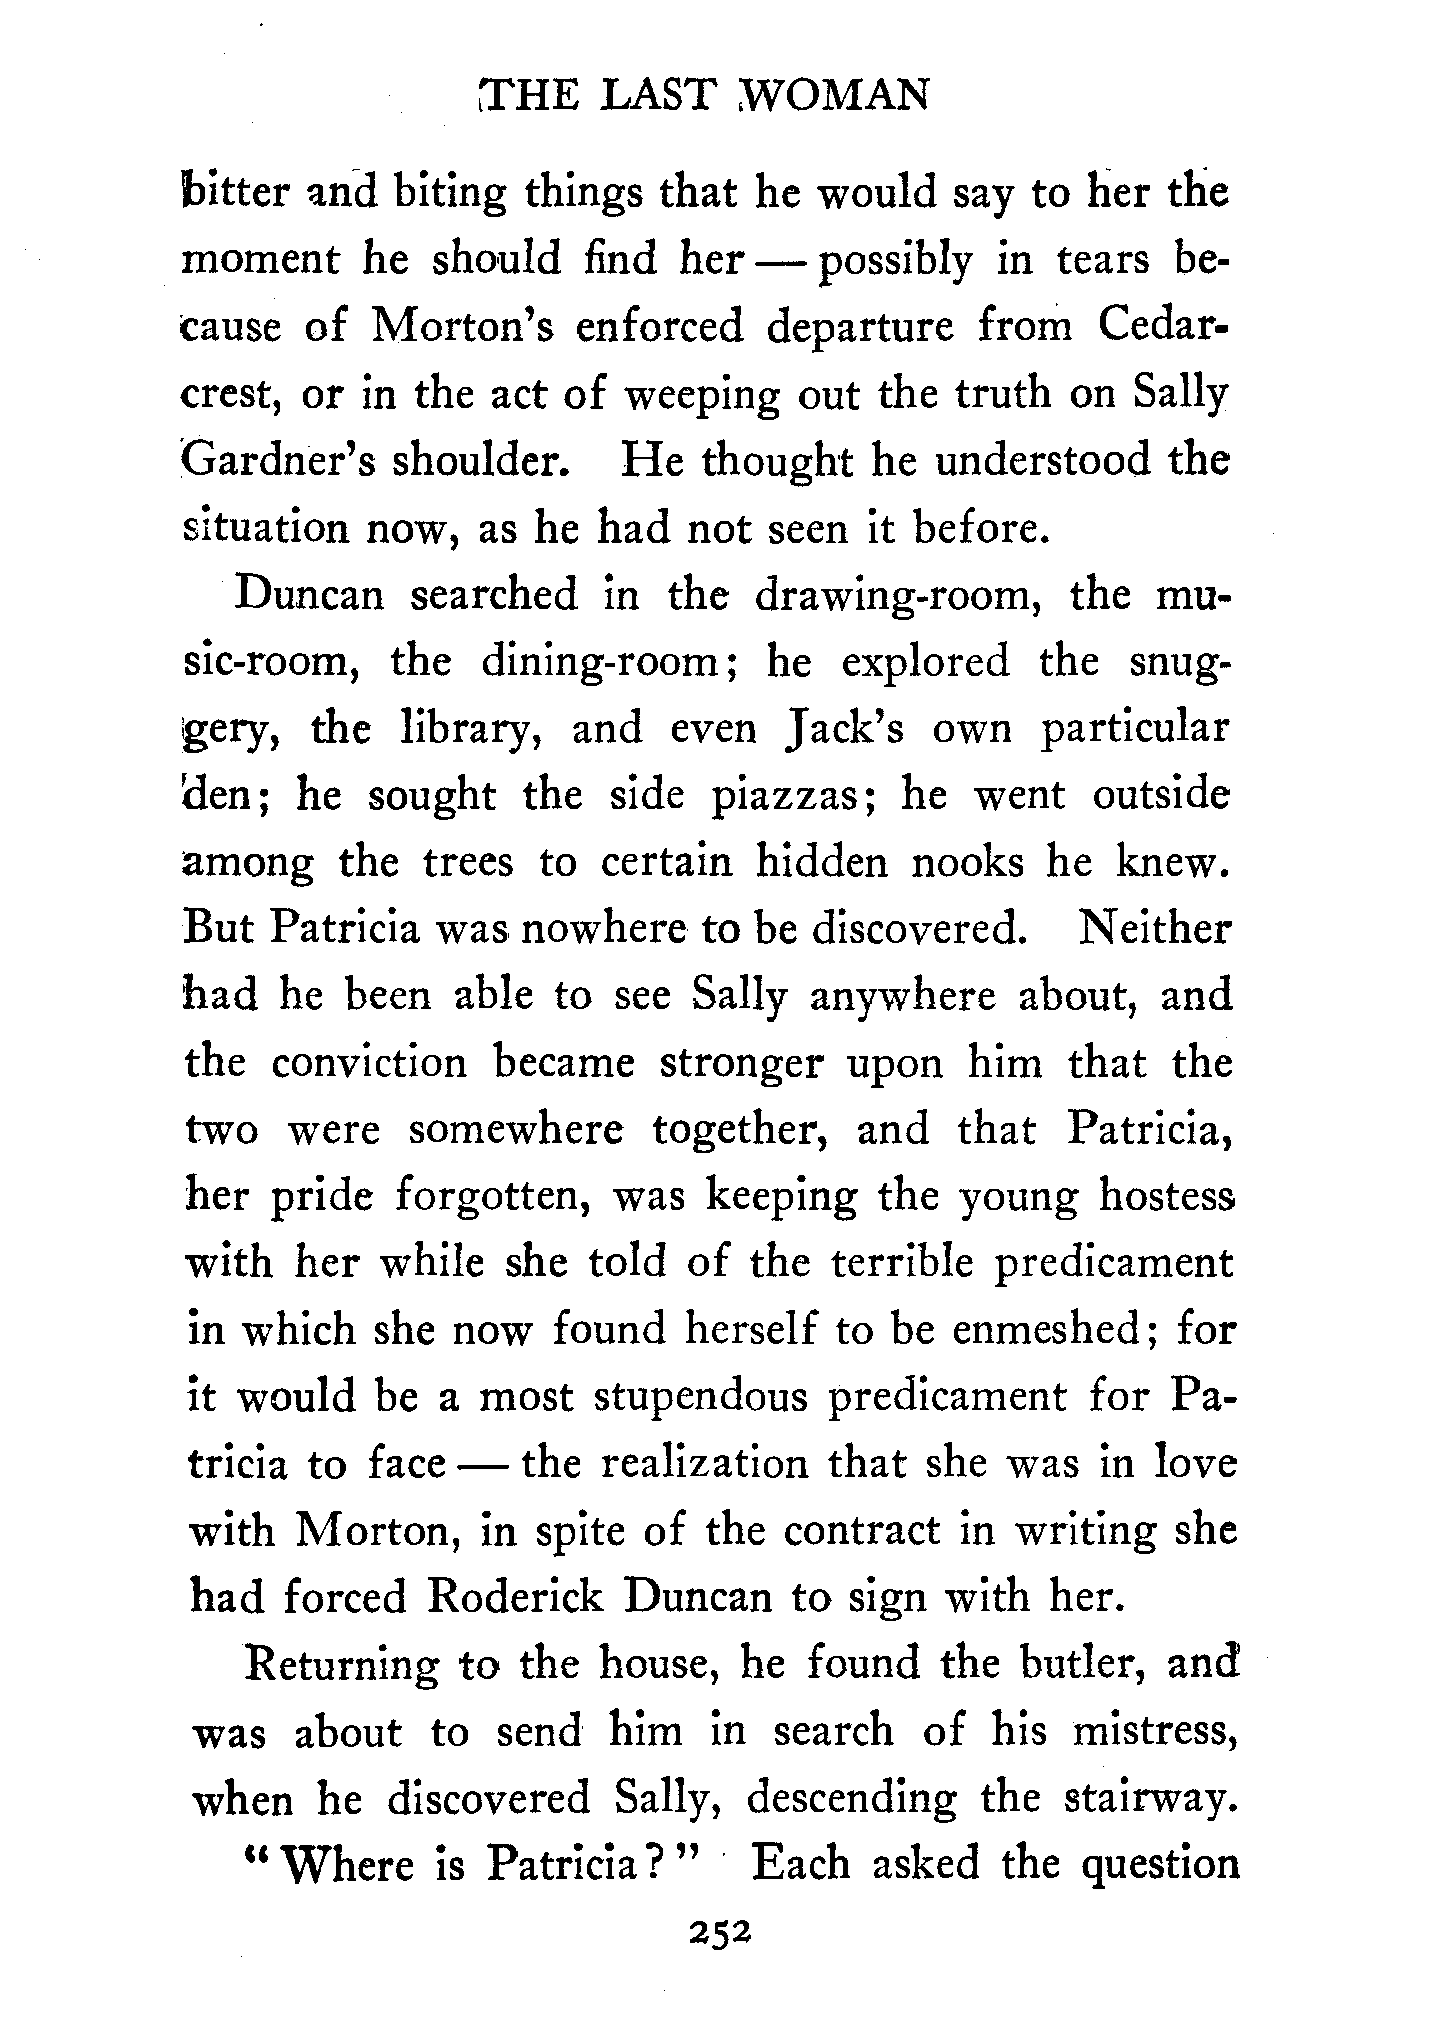 THE LAST WOMAN
bitter and biting things that he would say to her the
moment he should find her — possibly in tears be-
cause of Morton's enforced departure from Cedar-
crest, or in the act of weeping out the truth on Sally
Gardner's shoulder. He thought he understood the
situation now, as he had not seen it before.
Duncan searched in the drawing-room, the mu-
sic-room, the dining-room; he explored the snug-
gery, the library, and even Jack's own particular
den; he sought the side piazzas; he went outside
among the trees to certain hidden nooks he knew.
But Patricia was nowhere to be discovered. Neither
had he been able to see Sally anywhere about, and
the conviction became stronger upon him that the
two were somewhere together, and that Patricia,
her pride forgotten, was keeping the young hostess
with her while she told of the terrible predicament
in which she now found herself to be enmeshed; for
it would be a most stupendous predicament for Pa-
tricia to face — the realization that she was in love
with Morton, in spite of the contract in writing she
had forced Roderick Duncan to sign with her.
Returning to the house, he found the butler, and
was about to send him in search of his mistress,
when he discovered Sally, descending the stairway.
“Where is Patricia?” Each asked the question
252